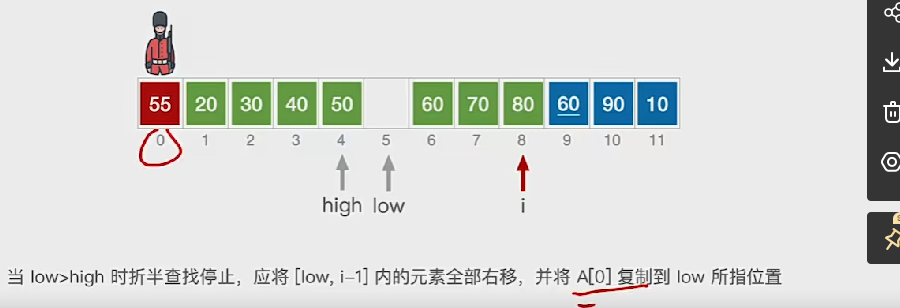 55 20 30 40 50 60 70 80 60 90 10
0 1 2 3 4 5 6 7 8 9 10 11
high low i
当 low>high 时折半查找停止，应将 [low, i–1] 内的元素全部右移，并将 A[0] 复制到 low 所指位置